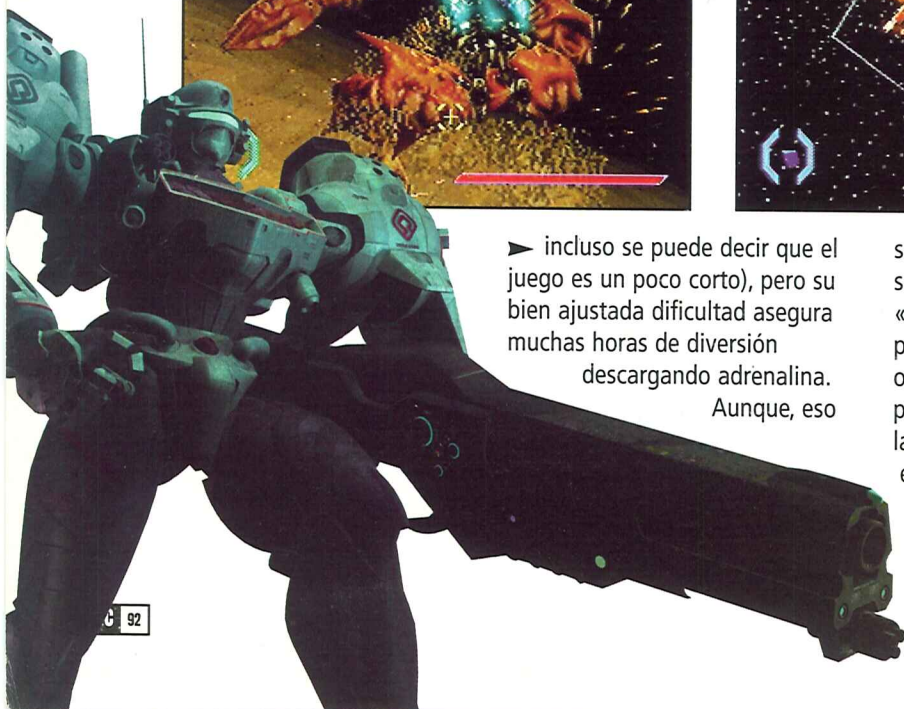 ► incluso se puede decir que el
juego es un poco corto), pero su
bien ajustada dificultad asegura
muchas horas de diversión
descargando adrenalina.
Aunque, eso
92